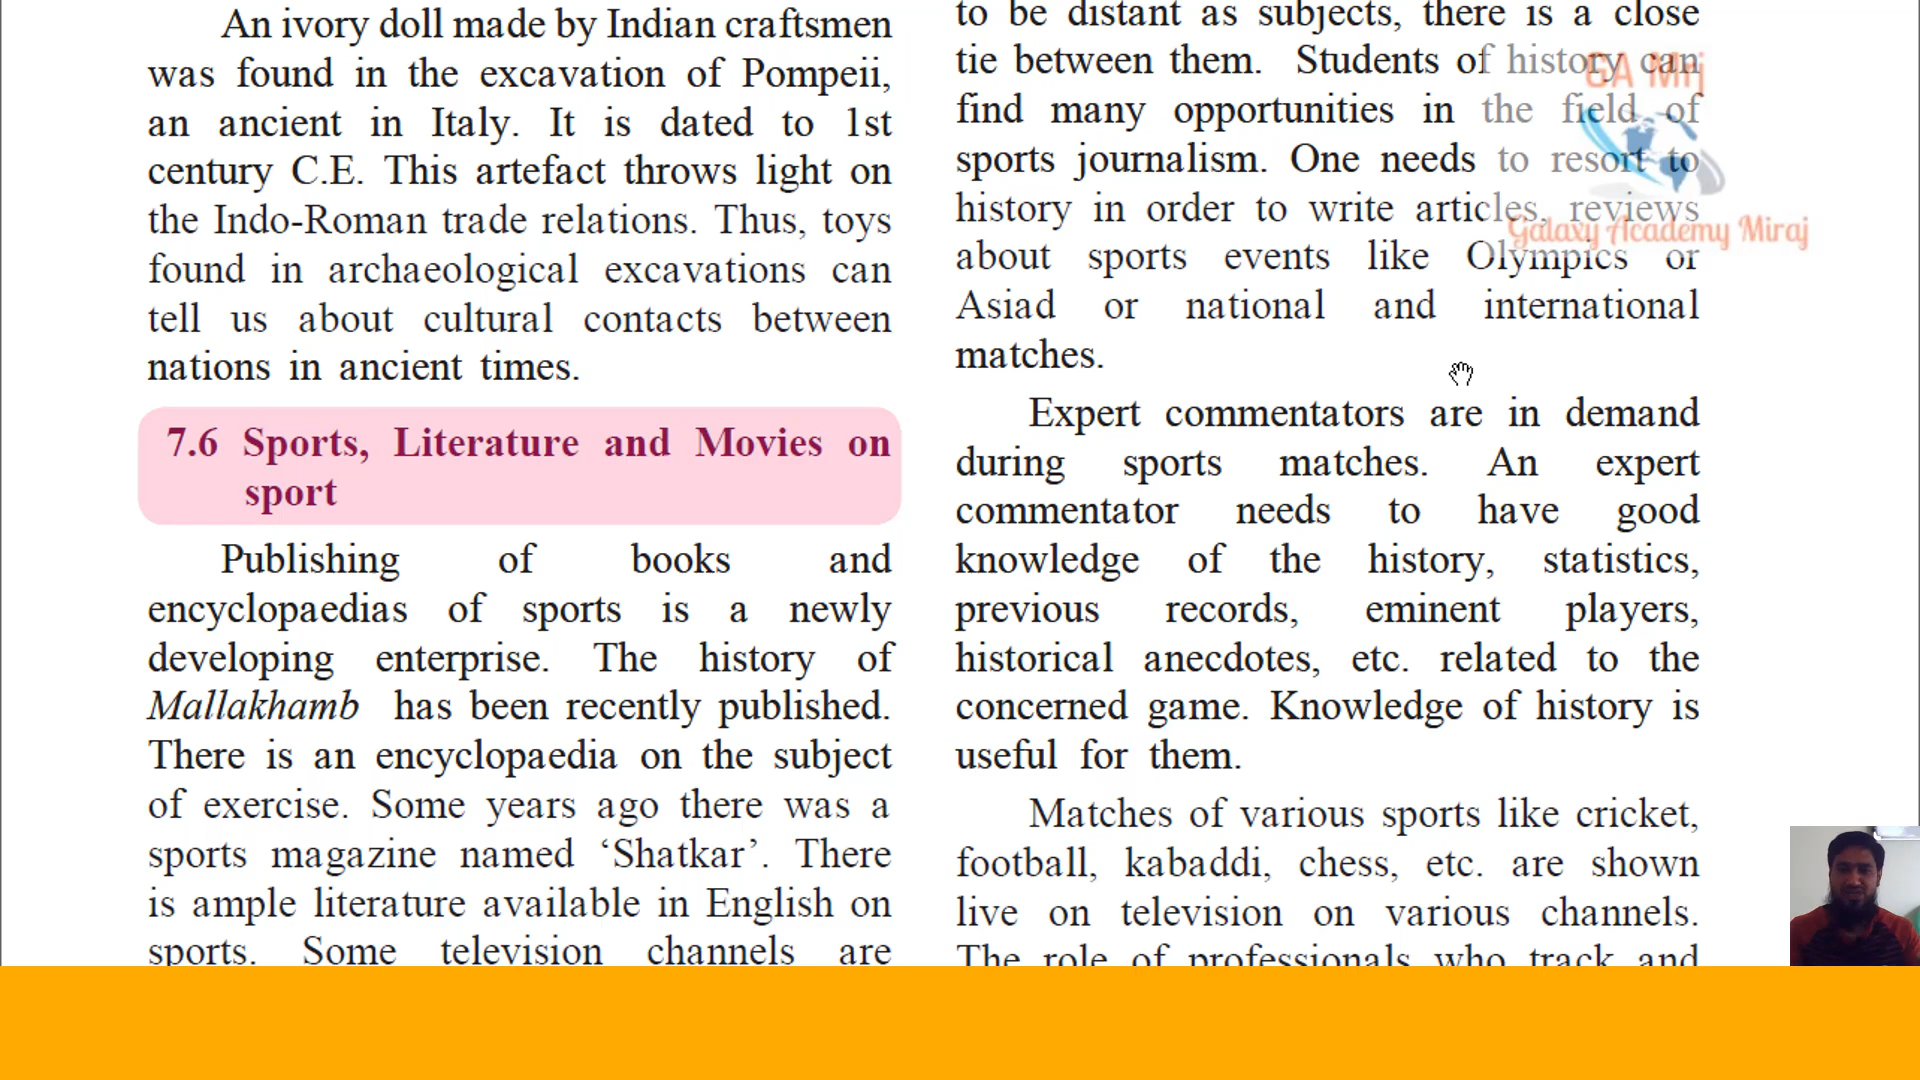 An ivory doll made by Indian craftsmen
was found in the excavation of Pompeii,
an ancient in Italy. It is dated to 1st
century C.E. This artefact throws light on
the Indo-Roman trade relations. Thus, toys
found in archaeological excavations can
tell us about cultural contacts between
nations in ancient times.
7.6 Sports, Literature and Movies on
sport
Publishing of books and
encyclopaedias of sports is a newly
developing enterprise. The history of
Mallakhamb has been recently published.
There is an encyclopaedia on the subject
of exercise. Some years ago there was a
sports magazine named ‘Shatkar’. There
is ample literature available in English on
sports. Some television channels are
to be distant as subjects, there is a close
tie between them. Students of history can
find many opportunities in the field of
sports journalism. One needs to resort to
history in order to write articles, reviews
about sports events like Olympics or
Asiad or national and international
matches.
Expert commentators are in demand
during sports matches. An expert
commentator needs to have good
knowledge of the history, statistics,
previous records, eminent players,
historical anecdotes, etc. related to the
concerned game. Knowledge of history is
useful for them.
Matches of various sports like cricket,
football, kabaddi, chess, etc. are shown
live on television on various channels.
The role of professionals who track and
GA Mrj
Galaxy Academy Miraj